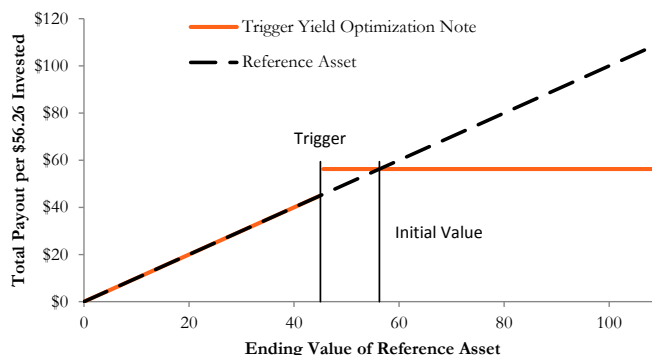 Total Payout per $56.26 Invested
$120
$100
$80
$60
$40
$20
$0
Trigger Yield Optimization Note
Reference Asset
Trigger
Initial Value
0
20
40
60
80
100
Ending Value of Reference Asset